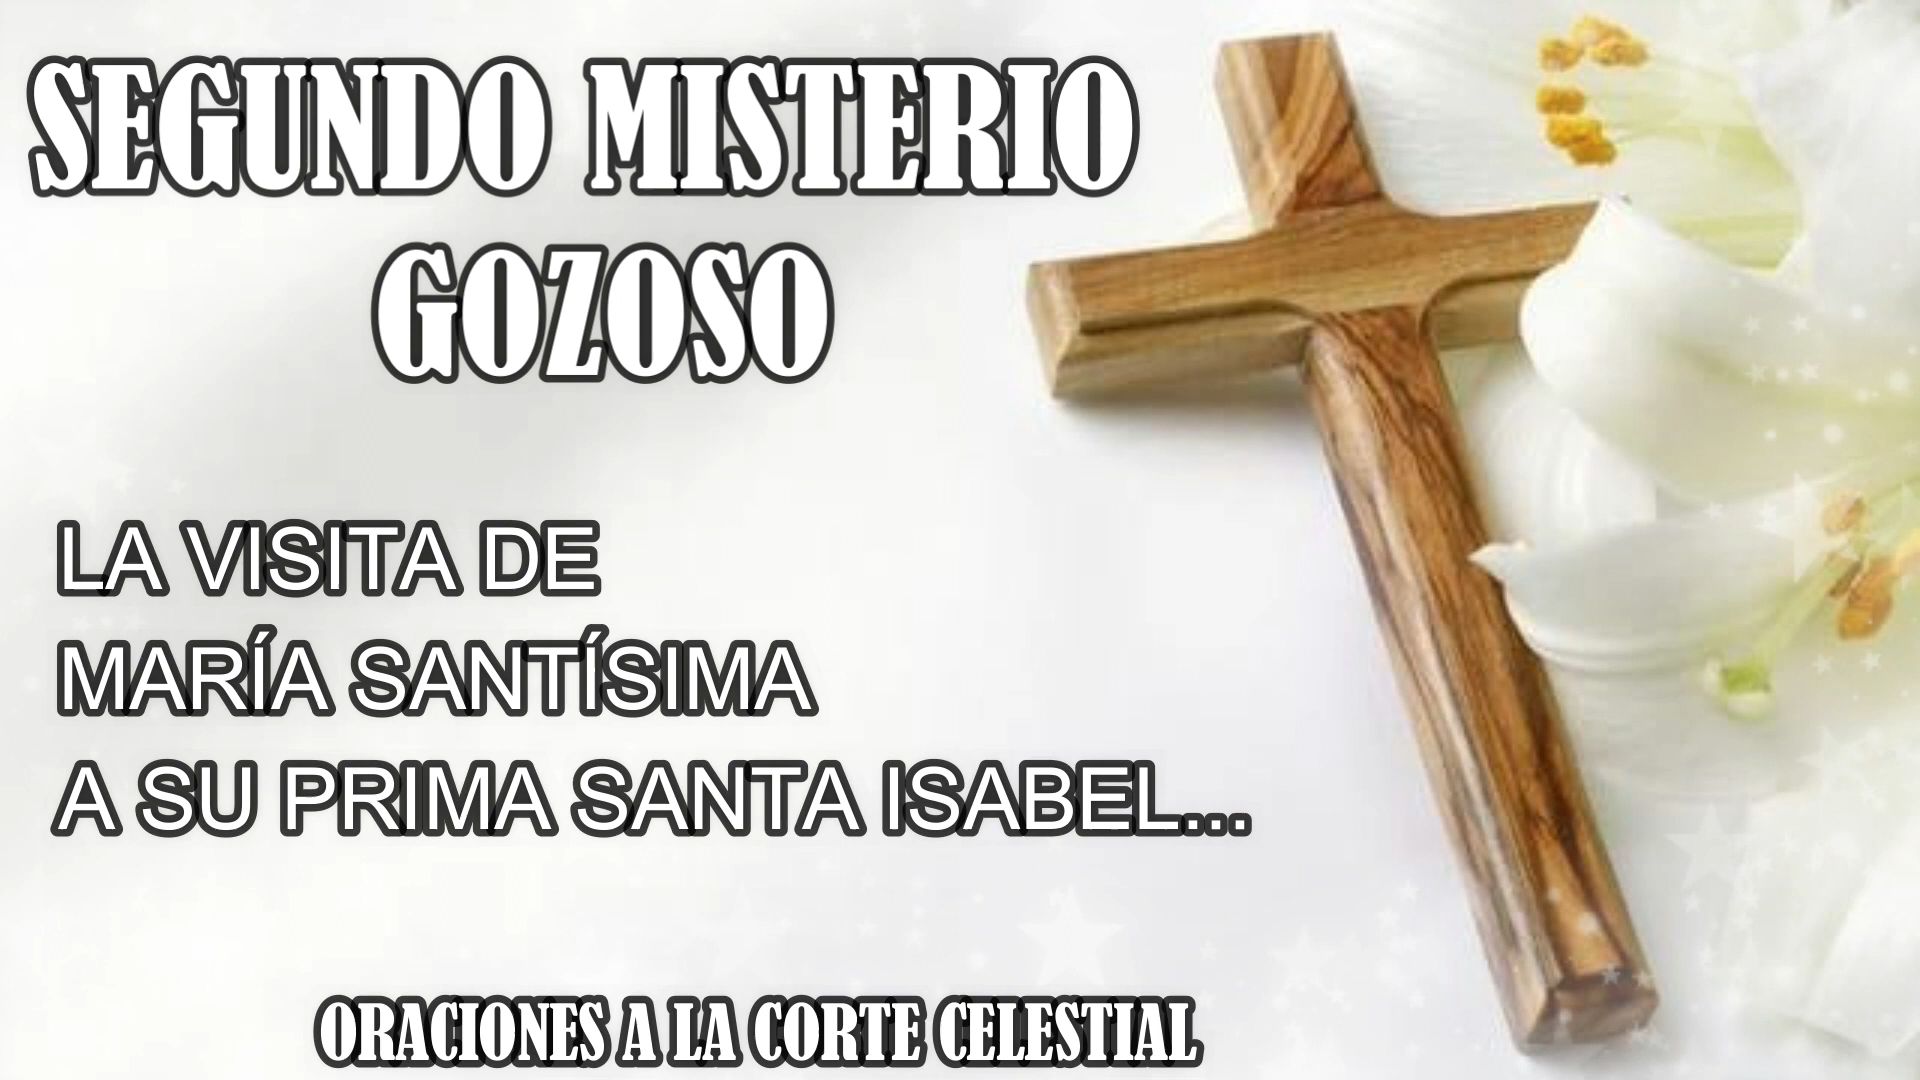 SEGUNDO MISTERIO
GOZOSO
LA VISITA DE
MARÍA SANTÍSIMA
A SU PRIMA SANTA ISABEL...
ORACIONES A LA CORTE CELESTIAL